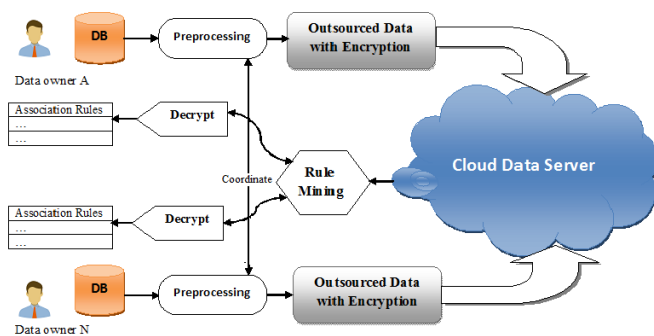 DB
Preprocessing
Outsourced Data
with Encryption
Data owner A
Association Rules
...
...
Decrypt
Cloud Data Server
Coordinate
Rule
Mining
Association Rules
...
...
Decrypt
DB
Preprocessing
Outsourced Data
with Encryption
Data owner N